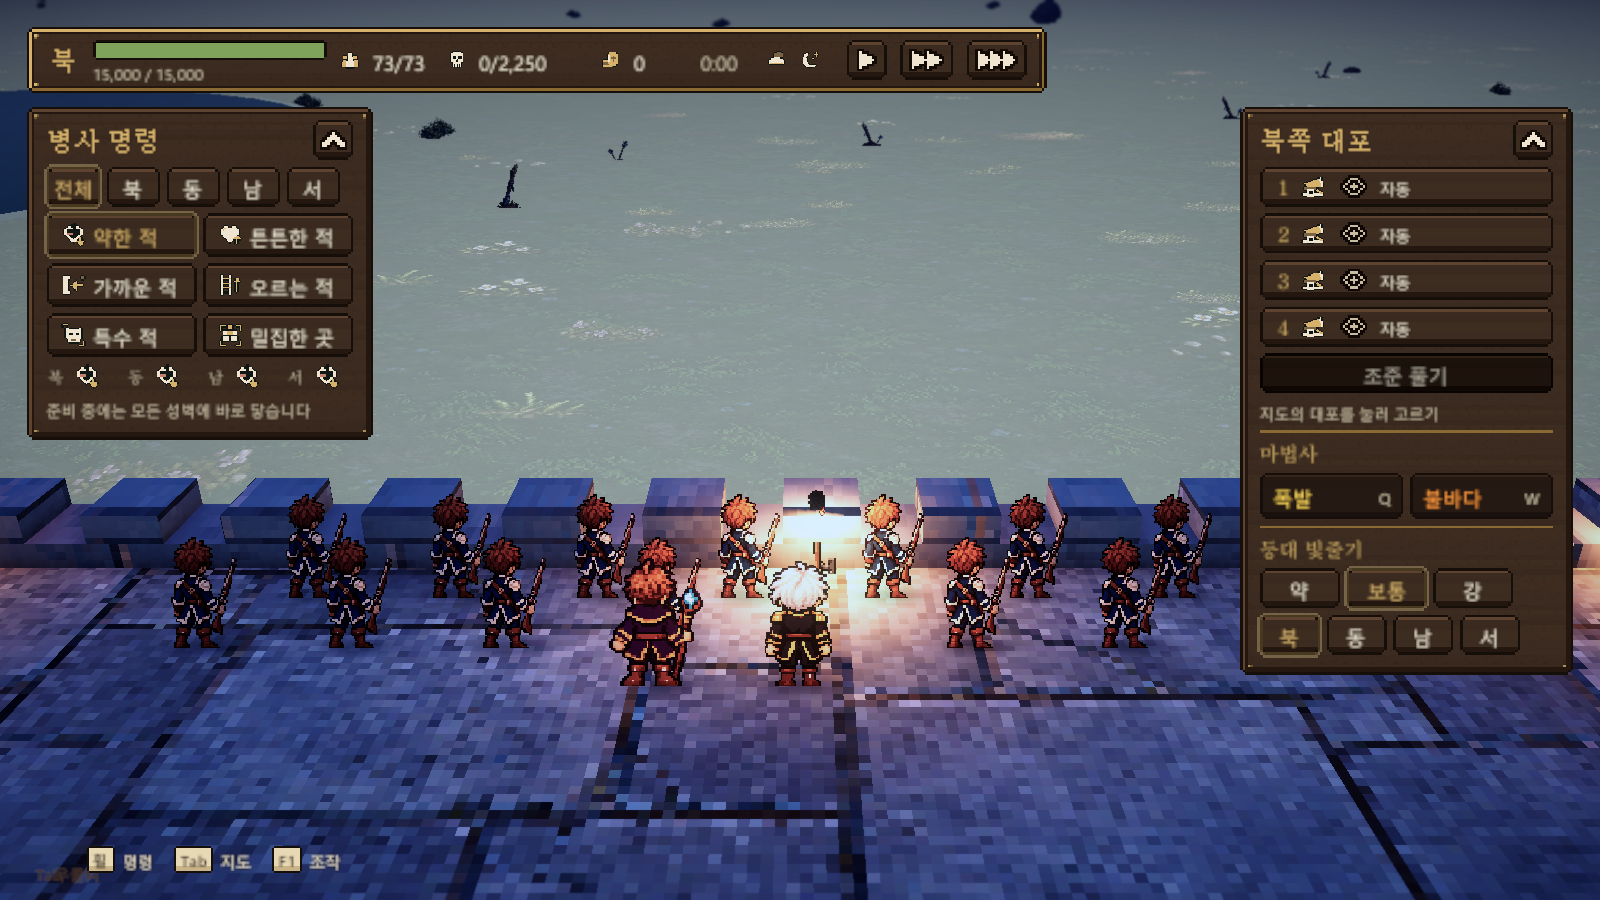 북
15,000 / 15,000
73/73
0/2,250
0
0:00
병사 명령
전체 북 동 남 서
약한 적 튼튼한 적
가까운 적 오르는 적
특수 적 밀집한 곳
북 동 남 서
준비 중에는 모든 성벽에 바로 닿습니다
북쪽 대포
1 자동
2 자동
3 자동
4 자동
조준 풀기
지도의 대포를 눌러 고르기
마법사
폭발 Q 불바다 W
등대 빛줄기
약 보통 강
북 동 남 서
휠 명령 Tab 지도 F1 조작